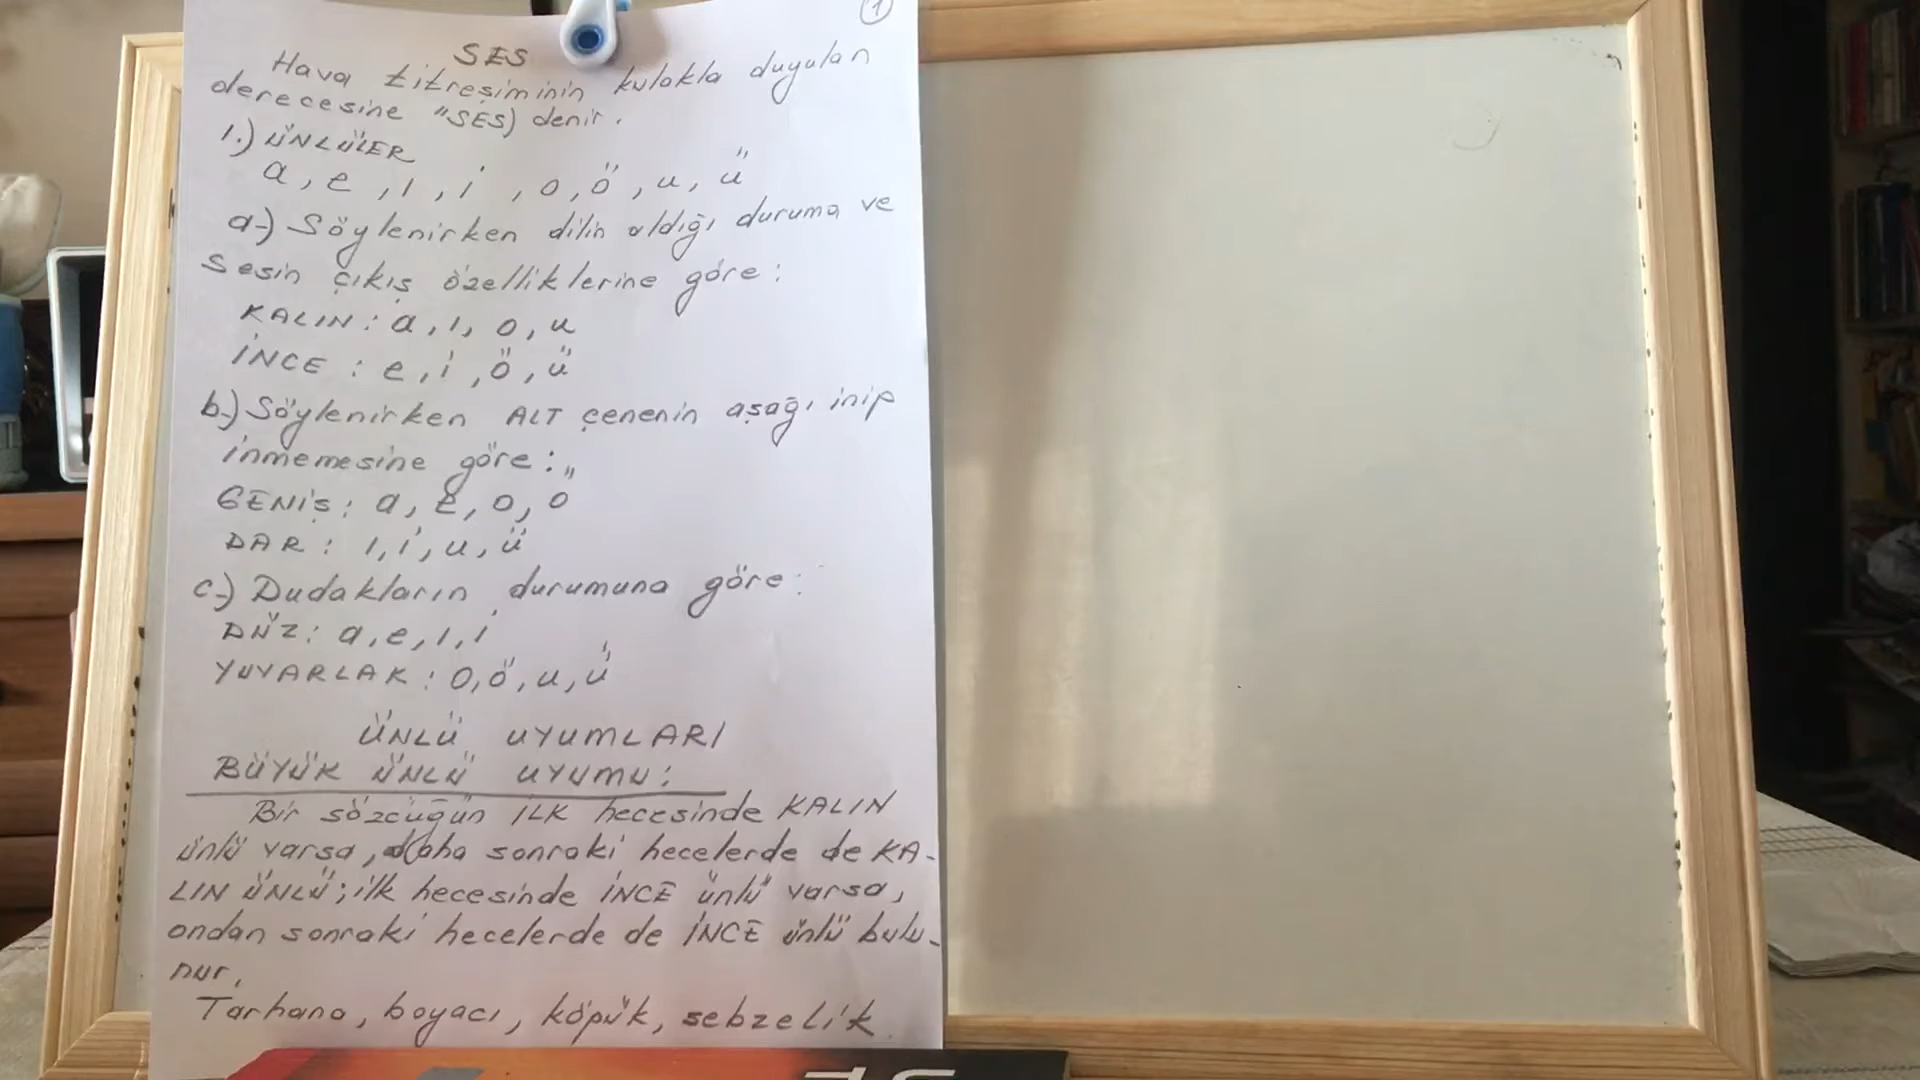 1
SES
Hava titreşiminin kulakla duyulan
derecesine "SES) denir.
1.) ÜNLÜLER
a, e, ı, i, o, ö, u, ü
a-) Söylenirken dilin aldığı duruma ve
sesin çıkış özelliklerine göre:
KALIN: a, ı, o, u
İNCE : e, i, ö, ü
b-) Söylenirken ALT çenenin aşağı inip
inmemesine göre:
GENİŞ: a, e, o, ö
DAR: ı, i, u, ü
c-) Dudakların durumuna göre:
DÜZ: a, e, ı, i
YUVARLAK: o, ö, u, ü
ÜNLÜ UYUMLARI
BÜYÜK ÜNLÜ UYUMU:
Bir sözcüğün İLK hecesinde KALIN
ünlü varsa, daha sonraki hecelerde de KA-
LIN ÜNLÜ; ilk hecesinde İNCE ünlü varsa,
ondan sonraki hecelerde de İNCE ünlü bulu-
nur.
Tarhana, boyacı, köpük, sebzelik